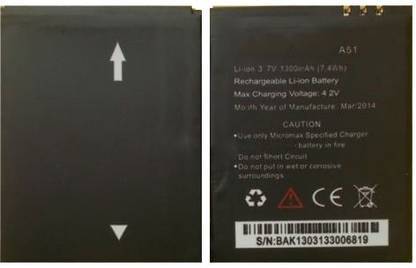 A51
Li-ion 3.7V 1300mAh (7.4Wh)
Rechargeable Li-ion Battery
Max Charging Voltage: 4.2V
Month Year of Manufacture: Mar/2014
CAUTION
•Use only Micromax Specified Charger
- battery in fire
•Do not Short Circuit
•Do not put in wet or corrosive
surroundings.
CE
S/N:BAK1303133006819